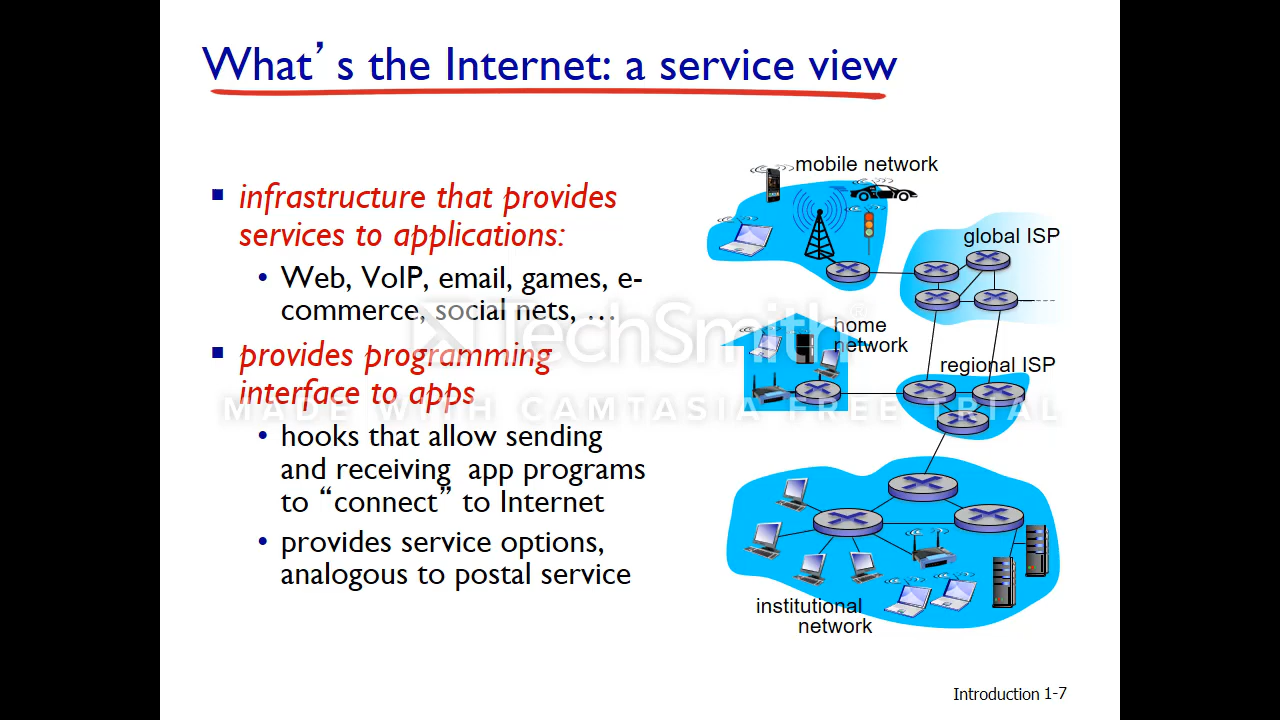 What's the Internet: a service view
infrastructure that provides
services to applications:
Web, VoIP, email, games, e-
commerce, social nets, …
provides programming
interface to apps
hooks that allow sending
and receiving app programs
to “connect” to Internet
provides service options,
analogous to postal service
mobile network
global ISP
home
network
regional ISP
institutional
network
TechSmith®
MADE WITH CAMTASIA FREE TRIAL
Introduction 1-7